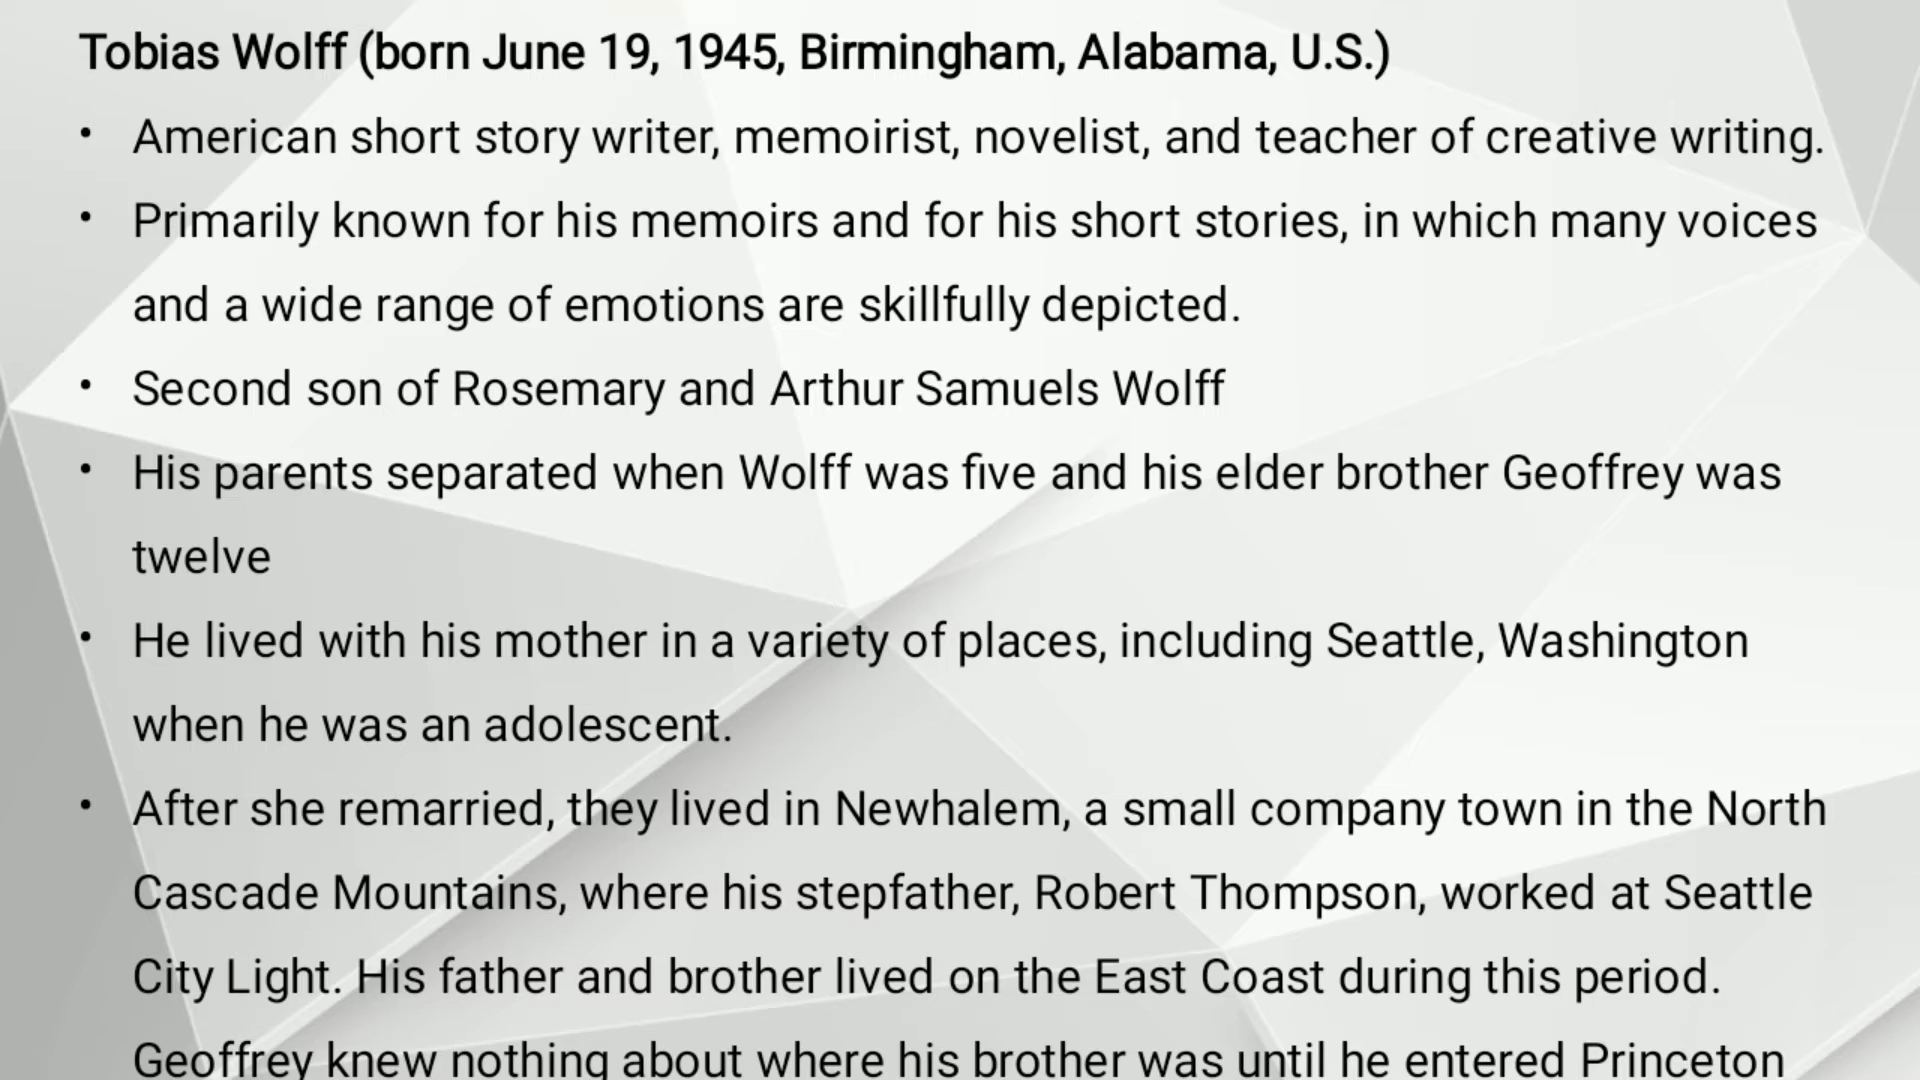 Tobias Wolff (born June 19, 1945, Birmingham, Alabama, U.S.)
• American short story writer, memoirist, novelist, and teacher of creative writing.
• Primarily known for his memoirs and for his short stories, in which many voices
and a wide range of emotions are skillfully depicted.
• Second son of Rosemary and Arthur Samuels Wolff
• His parents separated when Wolff was five and his elder brother Geoffrey was
twelve
• He lived with his mother in a variety of places, including Seattle, Washington
when he was an adolescent.
• After she remarried, they lived in Newhalem, a small company town in the North
Cascade Mountains, where his stepfather, Robert Thompson, worked at Seattle
City Light. His father and brother lived on the East Coast during this period.
Geoffrey knew nothing about where his brother was until he entered Princeton